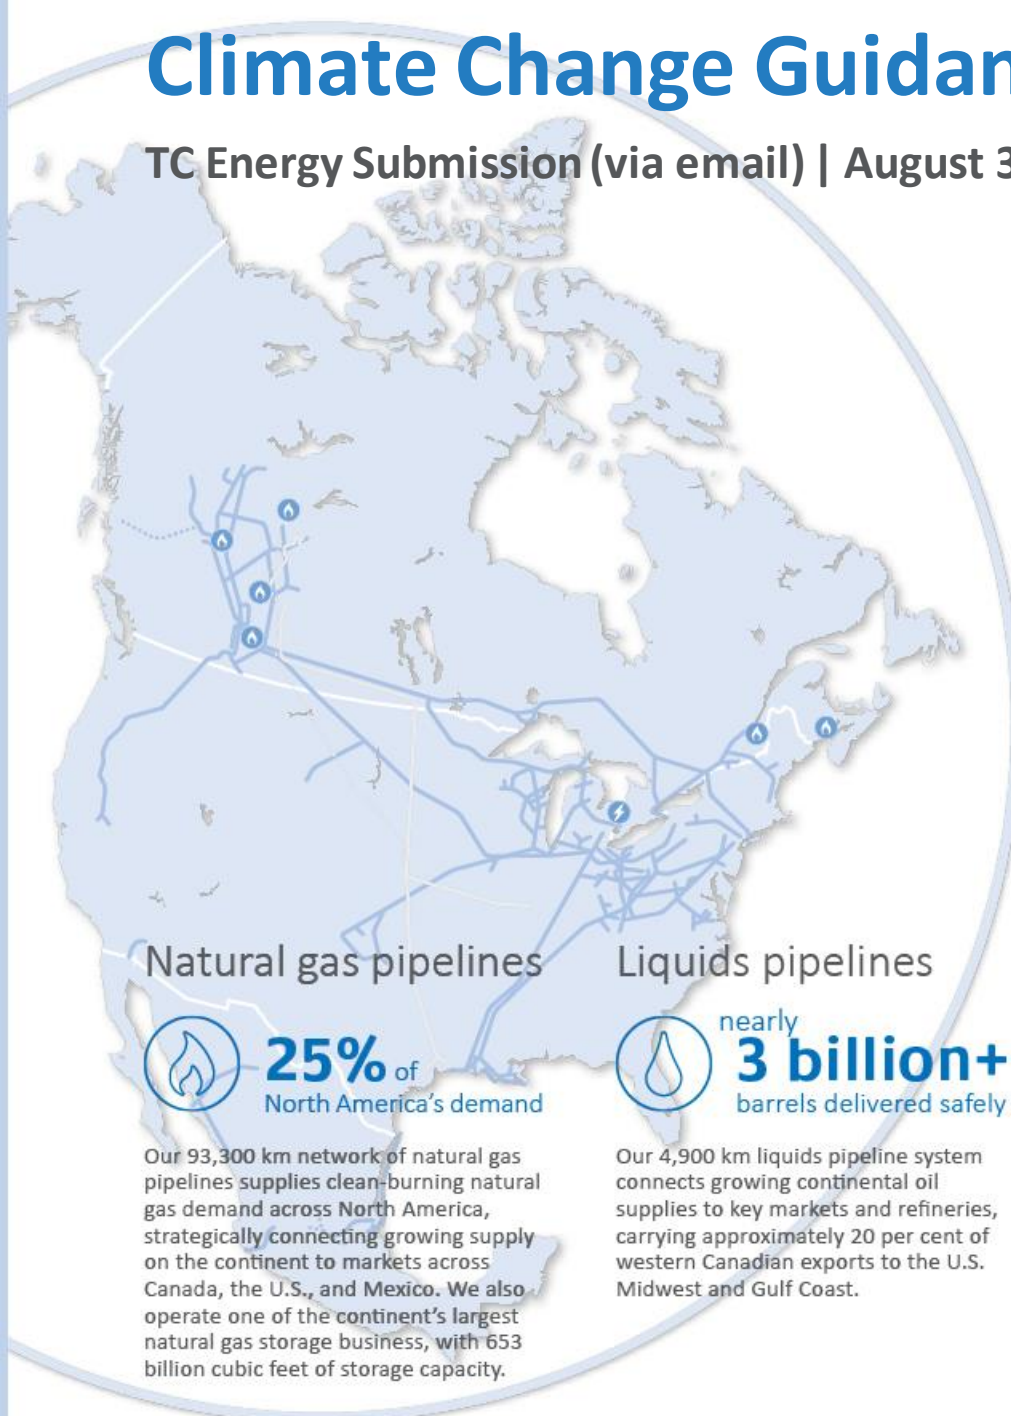 Climate Change Guidan
TC Energy Submission (via email) | August 3
Natural gas pipelines
25% of
North America's demand
Our 93,300 km network of natural gas
pipelines supplies clean-burning natural
gas demand across North America,
strategically connecting growing supply
on the continent to markets across
Canada, the U.S., and Mexico. We also
operate one of the continent's largest
natural gas storage business, with 653
billion cubic feet of storage capacity.
Liquids pipelines
nearly
3 billion+
barrels delivered safely
Our 4,900 km liquids pipeline system
connects growing continental oil
supplies to key markets and refineries,
carrying approximately 20 per cent of
western Canadian exports to the U.S.
Midwest and Gulf Coast.